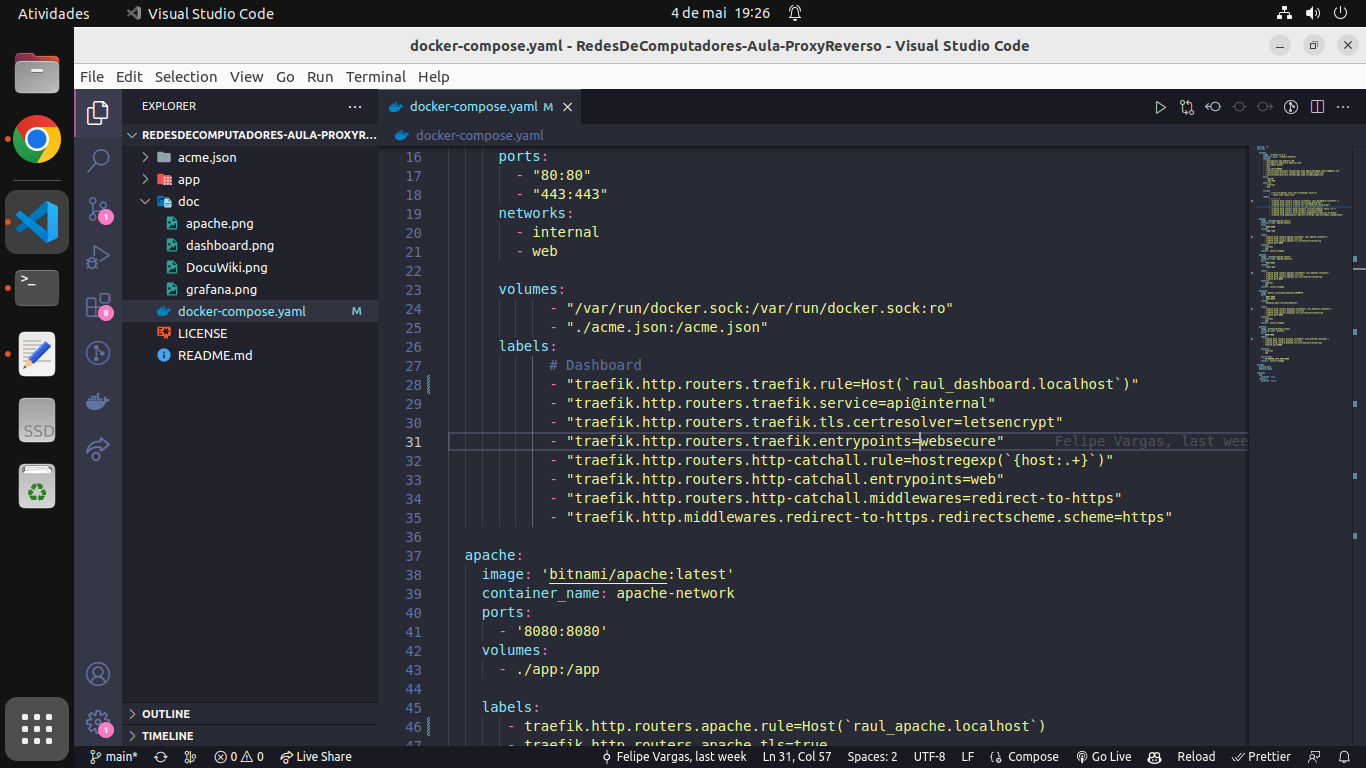 Atividades
Visual Studio Code
4 de mai 19:26
docker-compose.yaml - RedesDeComputadores-Aula-ProxyReverso - Visual Studio Code
File Edit Selection View Go Run Terminal Help
EXPLORER
docker-compose.yaml M
REDESDECOMPUTADORES-AULA-PROXYR...
docker-compose.yaml
acme.json
app
doc
apache.png
dashboard.png
DocuWiki.png
grafana.png
docker-compose.yaml M
LICENSE
README.md
1
8
SSD
1
OUTLINE
TIMELINE
16 ports:
17 - "80:80"
18 - "443:443"
19 networks:
20 - internal
21 - web
22
23 volumes:
24 - "/var/run/docker.sock:/var/run/docker.sock:ro"
25 - "./acme.json:/acme.json"
26 labels:
27 # Dashboard
28 - "traefik.http.routers.traefik.rule=Host(`raul_dashboard.localhost`)"
29 - "traefik.http.routers.traefik.service=api@internal"
30 - "traefik.http.routers.traefik.tls.certresolver=letsencrypt"
31 - "traefik.http.routers.traefik.entrypoints=websecure" Felipe Vargas, last wee
32 - "traefik.http.routers.http-catchall.rule=hostregexp(`{host:.+}`)"
33 - "traefik.http.routers.http-catchall.entrypoints=web"
34 - "traefik.http.routers.http-catchall.middlewares=redirect-to-https"
35 - "traefik.http.middlewares.redirect-to-https.redirectscheme.scheme=https"
36
37 apache:
38 image: 'bitnami/apache:latest'
39 container_name: apache-network
40 ports:
41 - '8080:8080'
42 volumes:
43 - ./app:/app
44
45 labels:
46 - traefik.http.routers.apache.rule=Host(`raul_apache.localhost`)
47 - traefik.http.routers.apache.tls=true
main* 0 0 Live Share Felipe Vargas, last week Ln 31, Col 57 Spaces: 2 UTF-8 LF Compose Go Live Reload Prettier